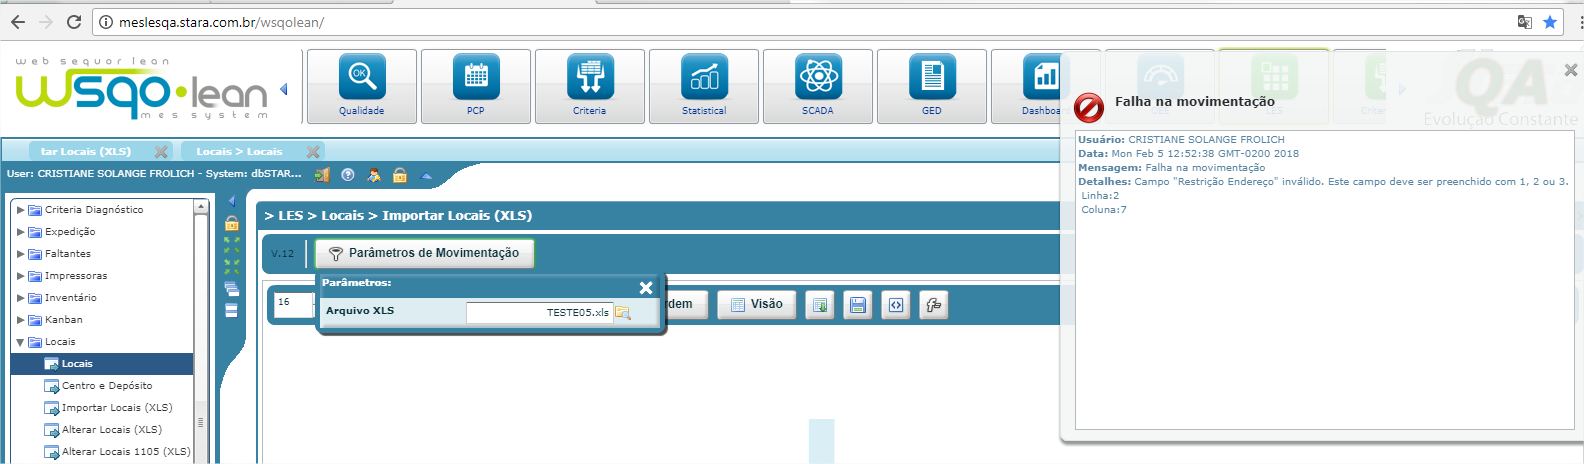 meslesqa.stara.com.br/wsqolean/
web sequor lean
wsqo.lean
mes system
Qualidade
PCP
Criteria
Statistical
SCADA
GED
Dashboa
LES
Criter
QA
Evolução Constante
Falha na movimentação
Usuário: CRISTIANE SOLANGE FROLICH
Data: Mon Feb 5 12:52:38 GMT-0200 2018
Mensagem: Falha na movimentação
Detalhes: Campo "Restrição Endereço" inválido. Este campo deve ser preenchido com 1, 2 ou 3.
Linha:2
Coluna:7
tar Locais (XLS)
Locais > Locais
User: CRISTIANE SOLANGE FROLICH - System: dbSTAR...
Criteria Diagnóstico
Expedição
Faltantes
Impressoras
Inventário
Kanban
Locais
Locais
Centro e Depósito
Importar Locais (XLS)
Alterar Locais (XLS)
Alterar Locais 1105 (XLS)
> LES > Locais > Importar Locais (XLS)
V.12
Parâmetros de Movimentação
Parâmetros:
Arquivo XLS
TESTE05.xls
16
rdem
Visão